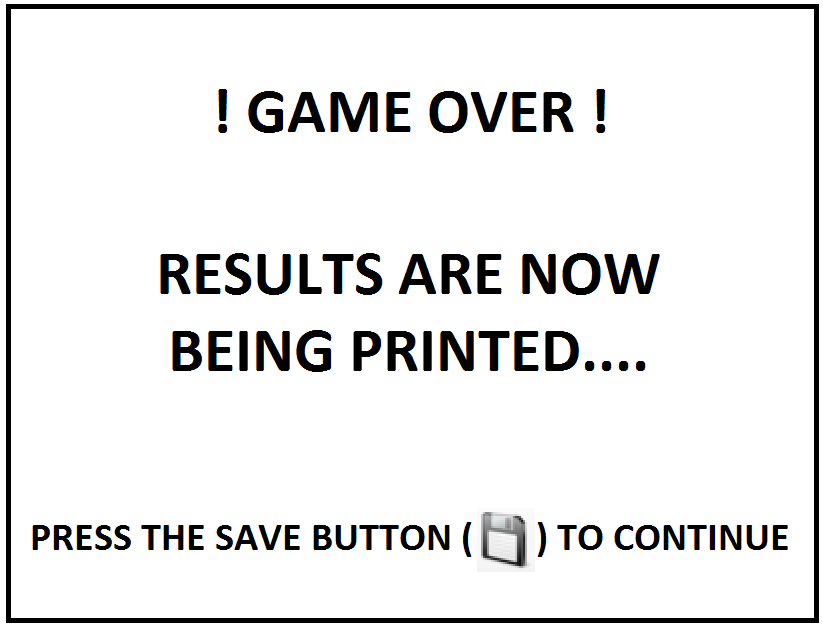 ! GAME OVER !
RESULTS ARE NOW
BEING PRINTED....
PRESS THE SAVE BUTTON ( ) TO CONTINUE